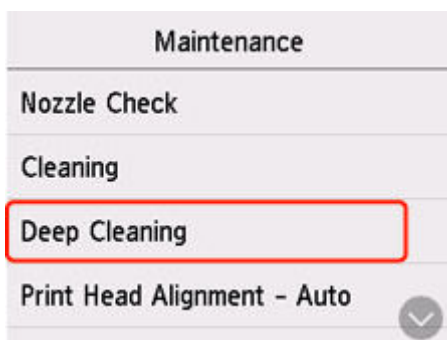 Maintenance
Nozzle Check
Cleaning
Deep Cleaning
Print Head Alignment - Auto